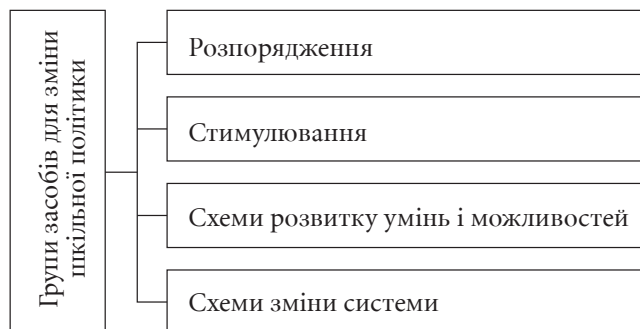 Групи засобів для зміни
шкільної політики
Розпорядження
Стимулювання
Схеми розвитку умінь і можливостей
Схеми зміни системи